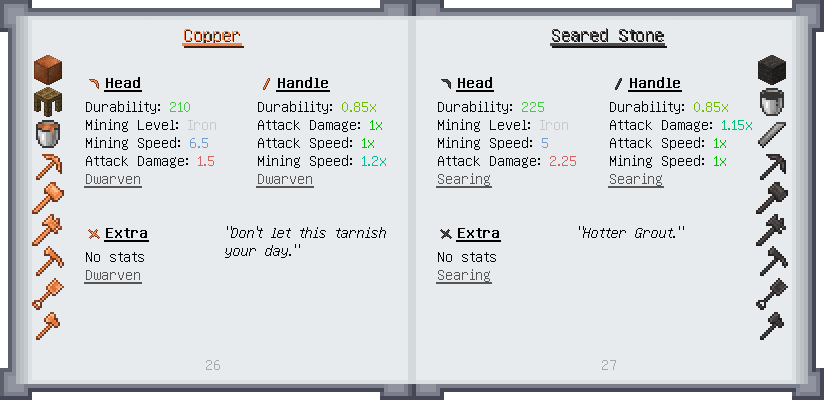 Copper
Head
Durability: 210
Mining Level: Iron
Mining Speed: 6.5
Attack Damage: 1.5
Dwarven
Handle
Durability: 0.85x
Attack Damage: 1x
Attack Speed: 1x
Mining Speed: 1.2x
Dwarven
Extra
No stats
Dwarven
"Don't let this tarnish
your day."
26
Seared Stone
Head
Durability: 225
Mining Level: Iron
Mining Speed: 5
Attack Damage: 2.25
Searing
Handle
Durability: 0.85x
Attack Damage: 1.15x
Attack Speed: 1x
Mining Speed: 1x
Searing
Extra
No stats
Searing
"Hotter Grout."
27